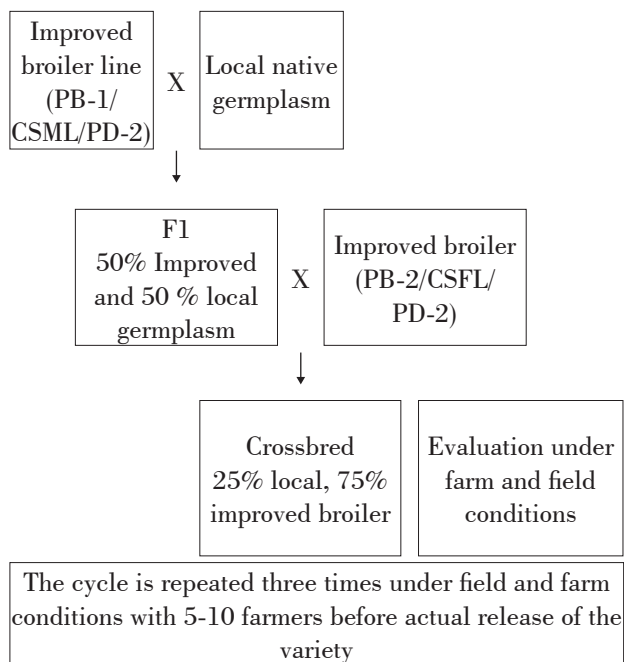 Improved
broiler line
(PB-1/
CSML/PD-2)
X
Local native
germplasm
F1
50% Improved
and 50 % local
germplasm
X
Improved broiler
(PB-2/CSFL/
PD-2)
Crossbred
25% local, 75%
improved broiler
Evaluation under
farm and field
conditions
The cycle is repeated three times under field and farm
conditions with 5-10 farmers before actual release of the
variety